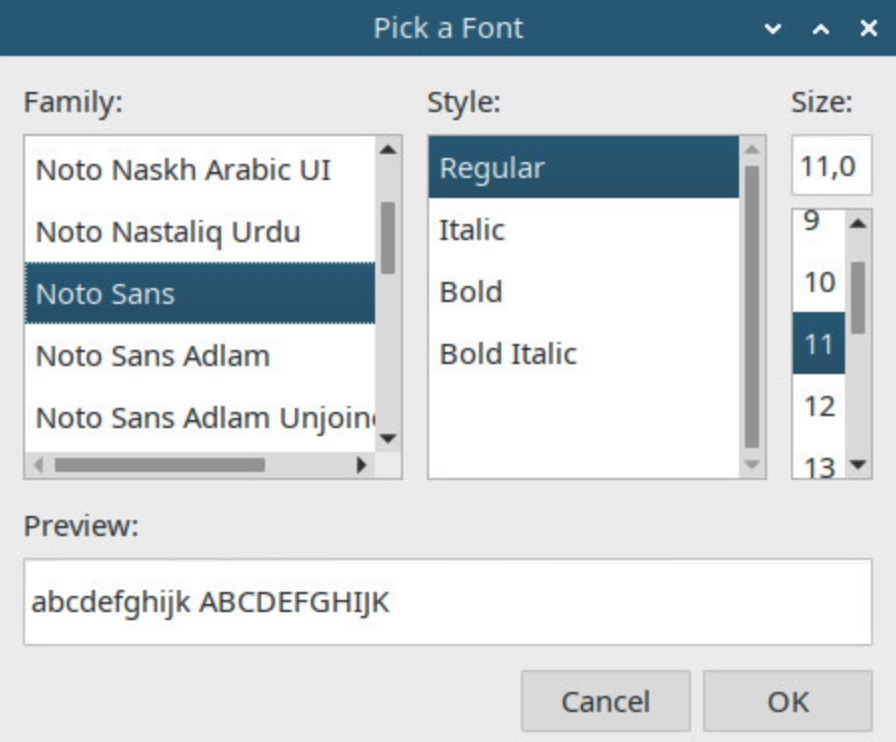 Pick a Font
Family:
Style:
Size:
Noto Naskh Arabic UI
Noto Nastaliq Urdu
Noto Sans
Noto Sans Adlam
Noto Sans Adlam Unjoin
Regular
Italic
Bold
Bold Italic
11,0
9
10
11
12
13
Preview:
abcdefghijk ABCDEFGHIJK
Cancel
OK